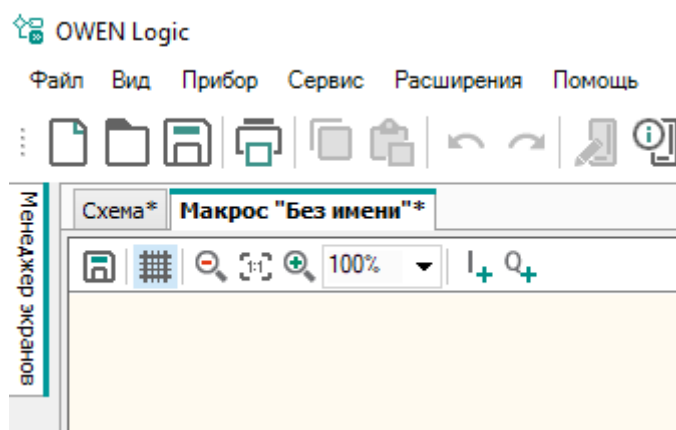 OWEN Logic
Файл Вид Прибор Сервис Расширения Помощь
Менеджер экранов
Схема* Макрос "Без имени"*
1:1 100% I+ Q+